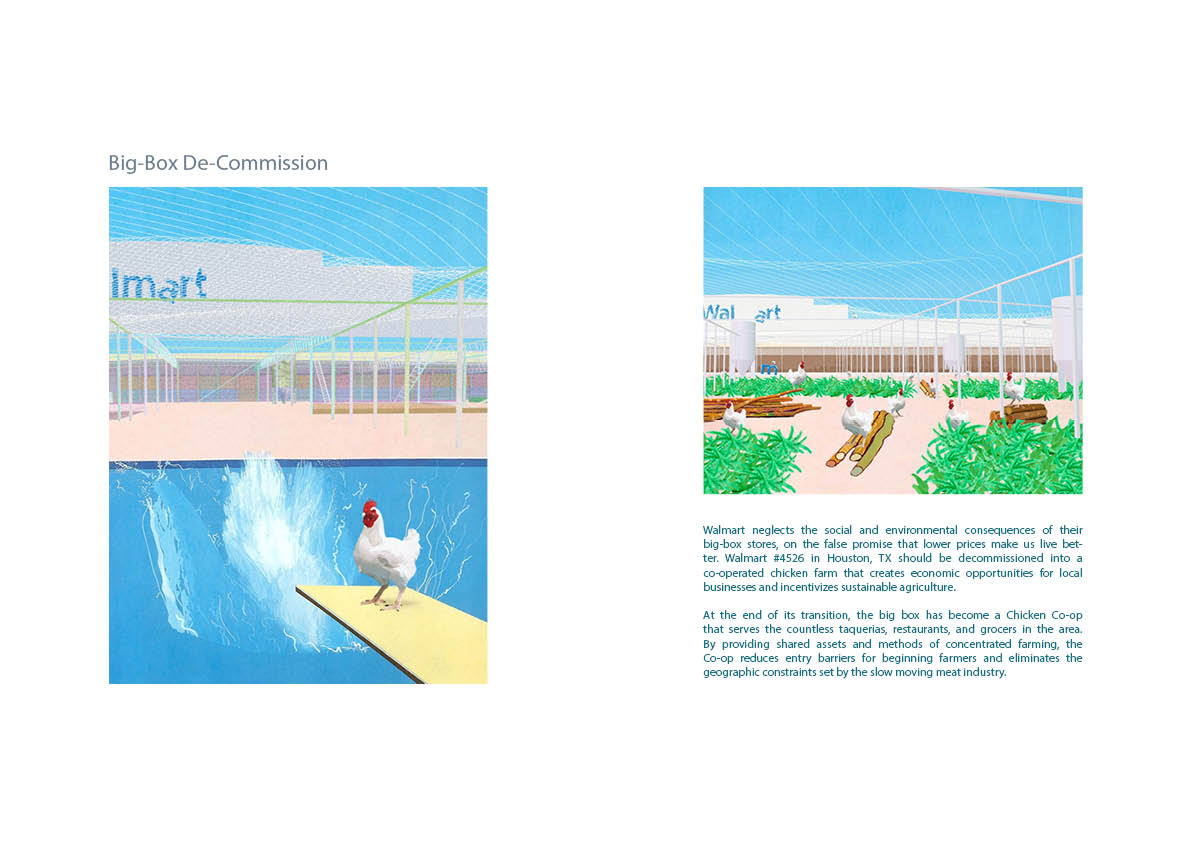 Big-Box De-Commission
lmart
Wal art
m
Walmart neglects the social and environmental consequences of their
big-box stores, on the false promise that lower prices make us live bet-
ter. Walmart #4526 in Houston, TX should be decommissioned into a
co-operated chicken farm that creates economic opportunities for local
businesses and incentivizes sustainable agriculture.
At the end of its transition, the big box has become a Chicken Co-op
that serves the countless taquerias, restaurants, and grocers in the area.
By providing shared assets and methods of concentrated farming, the
Co-op reduces entry barriers for beginning farmers and eliminates the
geographic constraints set by the slow moving meat industry.